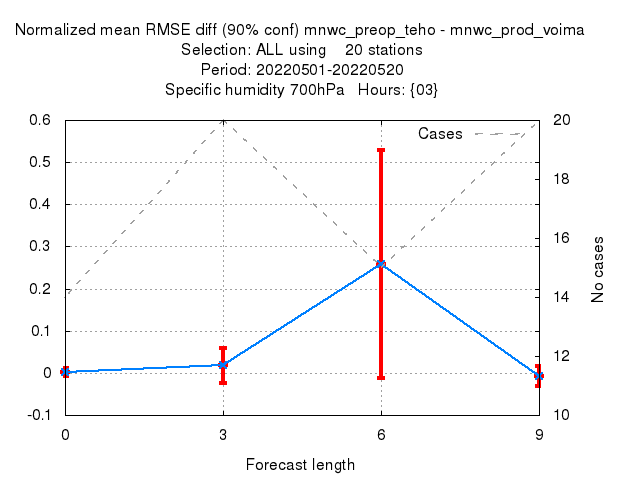 Normalized mean RMSE diff (90% conf) mnwc_preop_teho - mnwc_prod_voima
Selection: ALL using 20 stations
Period: 20220501-20220520
Specific humidity 700hPa Hours: {03}
Cases
0.6
0.5
0.4
0.3
0.2
0.1
0
-0.1
20
18
16
14
12
10
No cases
0 3 6 9
Forecast length